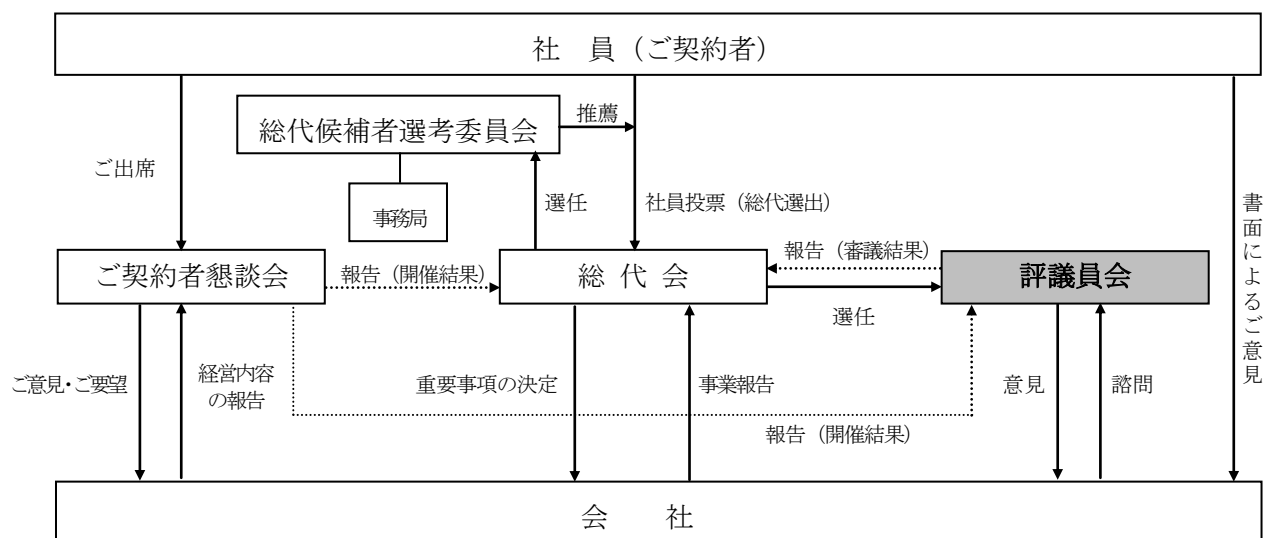 社　員（ご契約者）
総代候補者選考委員会
推薦
ご出席
事務局
選任
社員投票（総代選出）
書面によるご意見
ご契約者懇談会
報告（開催結果）
総 代 会
報告（審議結果）
評議員会
選任
ご意見・ご要望
経営内容
の報告
重要事項の決定
事業報告
意見
諮問
報告（開催結果）
会　　社